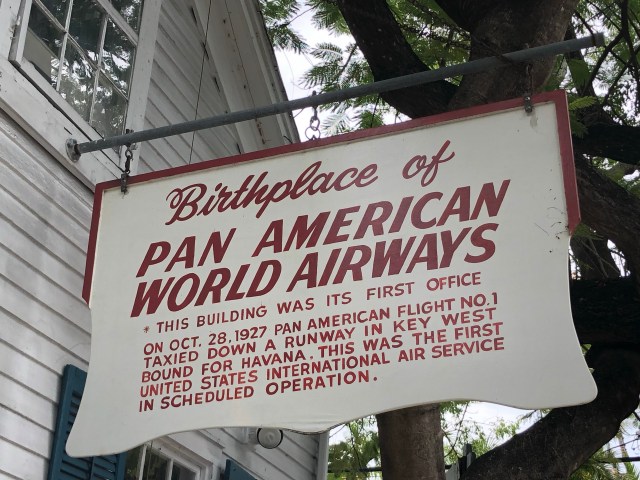 Birthplace of
PAN AMERICAN
WORLD AIRWAYS
* THIS BUILDING WAS ITS FIRST OFFICE
ON OCT. 28, 1927 PAN AMERICAN FLIGHT NO. 1
TAXIED DOWN A RUNWAY IN KEY WEST
BOUND FOR HAVANA. THIS WAS THE FIRST
UNITED STATES INTERNATIONAL AIR SERVICE
IN SCHEDULED OPERATION.